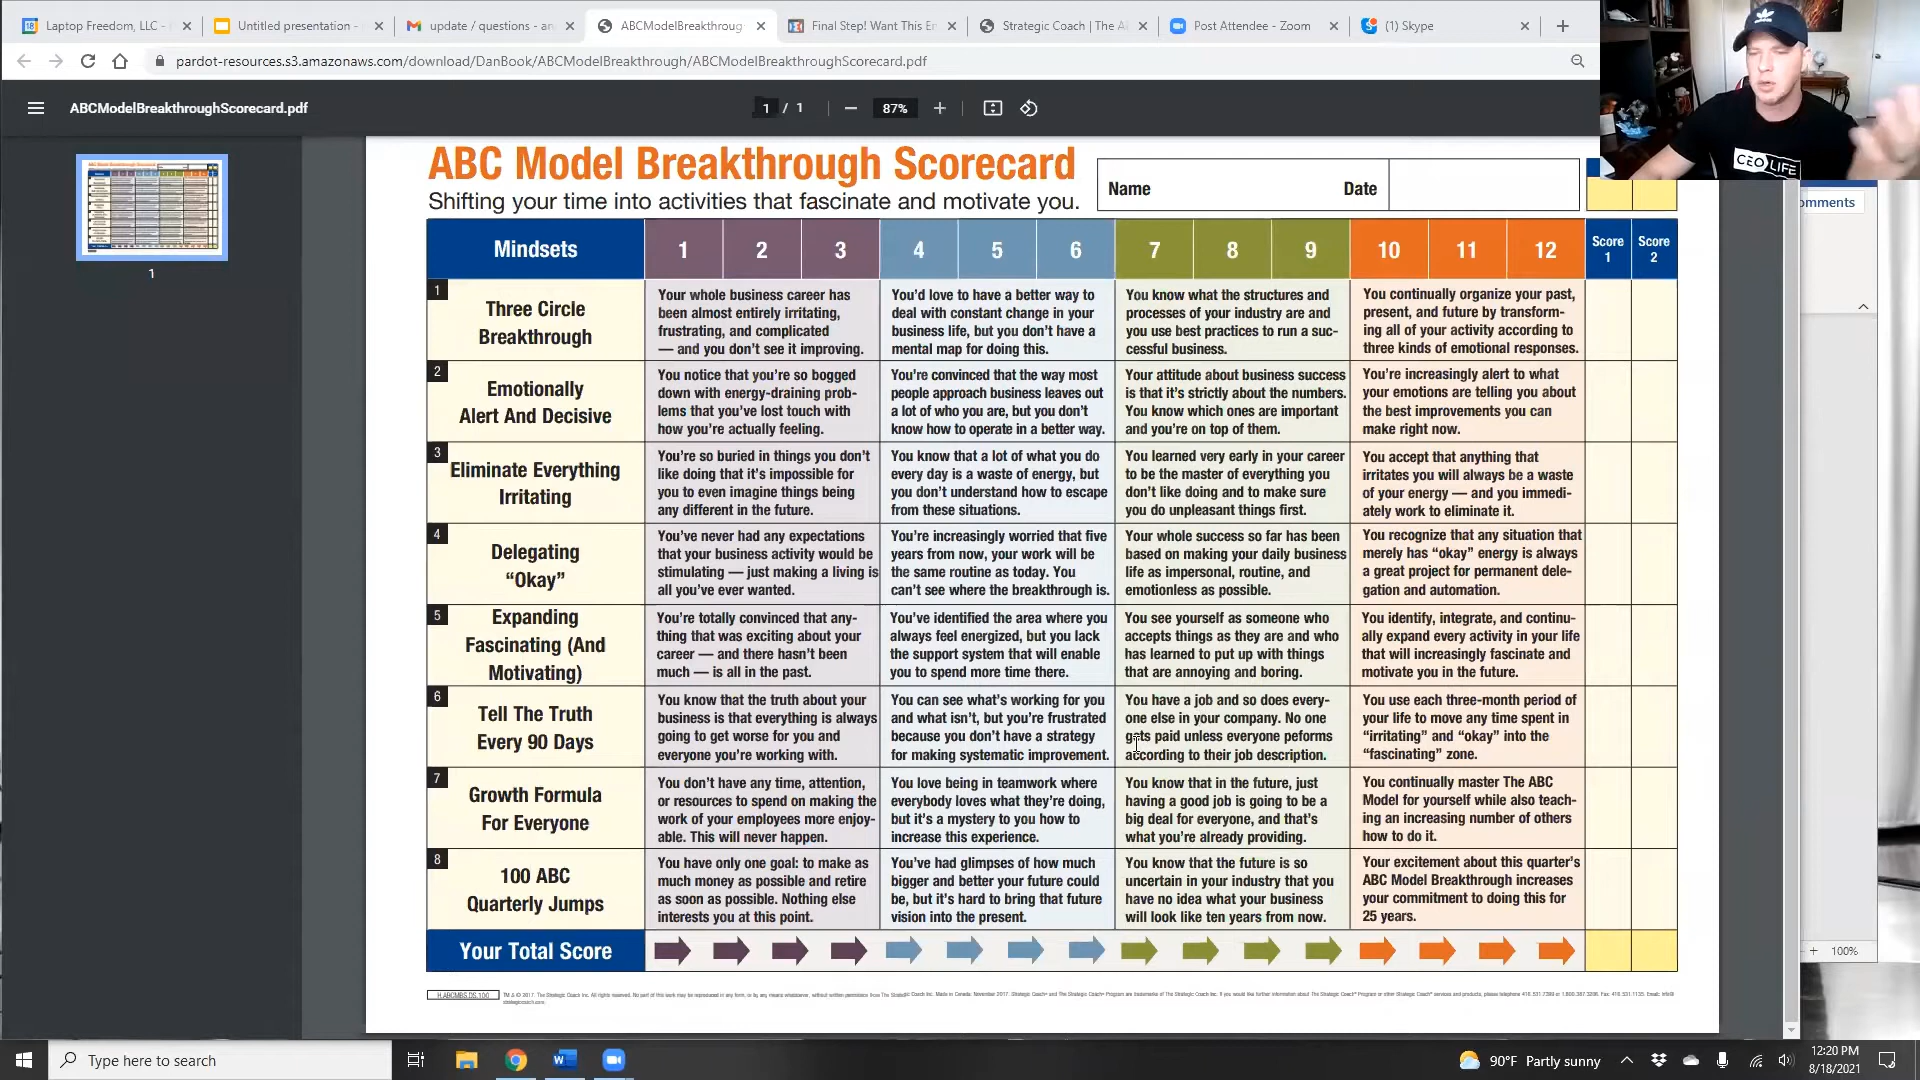 Laptop Freedom, LLC -
Untitled presentation -
update / questions - an
ABCModelBreakthroug
Final Step! Want This En
Strategic Coach | The A
Post Attendee - Zoom
(1) Skype
pardot-resources.s3.amazonaws.com/download/DanBook/ABCModelBreakthrough/ABCModelBreakthroughScorecard.pdf
ABCModelBreakthroughScorecard.pdf
1 / 1
87%
CEO LIFE
omments
1
ABC Model Breakthrough Scorecard
Shifting your time into activities that fascinate and motivate you.
Name
Date
Mindsets
1 2 3 4 5 6 7 8 9 10 11 12
Score 1
Score 2
1
Three Circle
Breakthrough
Your whole business career has
been almost entirely irritating,
frustrating, and complicated
— and you don't see it improving.
You'd love to have a better way to
deal with constant change in your
business life, but you don't have a
mental map for doing this.
You know what the structures and
processes of your industry are and
you use best practices to run a suc-
cessful business.
You continually organize your past,
present, and future by transform-
ing all of your activity according to
three kinds of emotional responses.
2
Emotionally
Alert And Decisive
You notice that you're so bogged
down with energy-draining prob-
lems that you've lost touch with
how you're actually feeling.
You're convinced that the way most
people approach business leaves out
a lot of who you are, but you don't
know how to operate in a better way.
Your attitude about business success
is that it's strictly about the numbers.
You know which ones are important
and you're on top of them.
You're increasingly alert to what
your emotions are telling you about
the best improvements you can
make right now.
3
Eliminate Everything
Irritating
You're so buried in things you don't
like doing that it's impossible for
you to even imagine things being
any different in the future.
You know that a lot of what you do
every day is a waste of energy, but
you don't understand how to escape
from these situations.
You learned very early in your career
to be the master of everything you
don't like doing and to make sure
you do unpleasant things first.
You accept that anything that
irritates you will always be a waste
of your energy — and you immedi-
ately work to eliminate it.
4
Delegating
"Okay"
You've never had any expectations
that your business activity would be
stimulating — just making a living is
all you've ever wanted.
You're increasingly worried that five
years from now, your work will be
the same routine as today. You
can't see where the breakthrough is.
Your whole success so far has been
based on making your daily business
life as impersonal, routine, and
emotionless as possible.
You recognize that any situation that
merely has "okay" energy is always
a great project for permanent dele-
gation and automation.
5
Expanding
Fascinating (And
Motivating)
You're totally convinced that any-
thing that was exciting about your
career — and there hasn't been
much — is all in the past.
You've identified the area where you
always feel energized, but you lack
the support system that will enable
you to spend more time there.
You see yourself as someone who
accepts things as they are and who
has learned to put up with things
that are annoying and boring.
You identify, integrate, and continu-
ally expand every activity in your life
that will increasingly fascinate and
motivate you in the future.
6
Tell The Truth
Every 90 Days
You know that the truth about your
business is that everything is always
going to get worse for you and
everyone you're working with.
You can see what's working for you
and what isn't, but you're frustrated
because you don't have a strategy
for making systematic improvement.
You have a job and so does every-
one else in your company. No one
gets paid unless everyone peforms
according to their job description.
You use each three-month period of
your life to move any time spent in
"irritating" and "okay" into the
"fascinating" zone.
7
Growth Formula
For Everyone
You don't have any time, attention,
or resources to spend on making the
work of your employees more enjoy-
able. This will never happen.
You love being in teamwork where
everybody loves what they're doing,
but it's a mystery to you how to
increase this experience.
You know that in the future, just
having a good job is going to be a
big deal for everyone, and that's
what you're already providing.
You continually master The ABC
Model for yourself while also teach-
ing an increasing number of others
how to do it.
8
100 ABC
Quarterly Jumps
You have only one goal: to make as
much money as possible and retire
as soon as possible. Nothing else
interests you at this point.
You've had glimpses of how much
bigger and better your future could
be, but it's hard to bring that future
vision into the present.
You know that the future is so
uncertain in your industry that you
have no idea what your business
will look like ten years from now.
Your excitement about this quarter's
ABC Model Breakthrough increases
your commitment to doing this for
25 years.
Your Total Score
100%
Type here to search
90°F Partly sunny
12:20 PM
8/18/2021